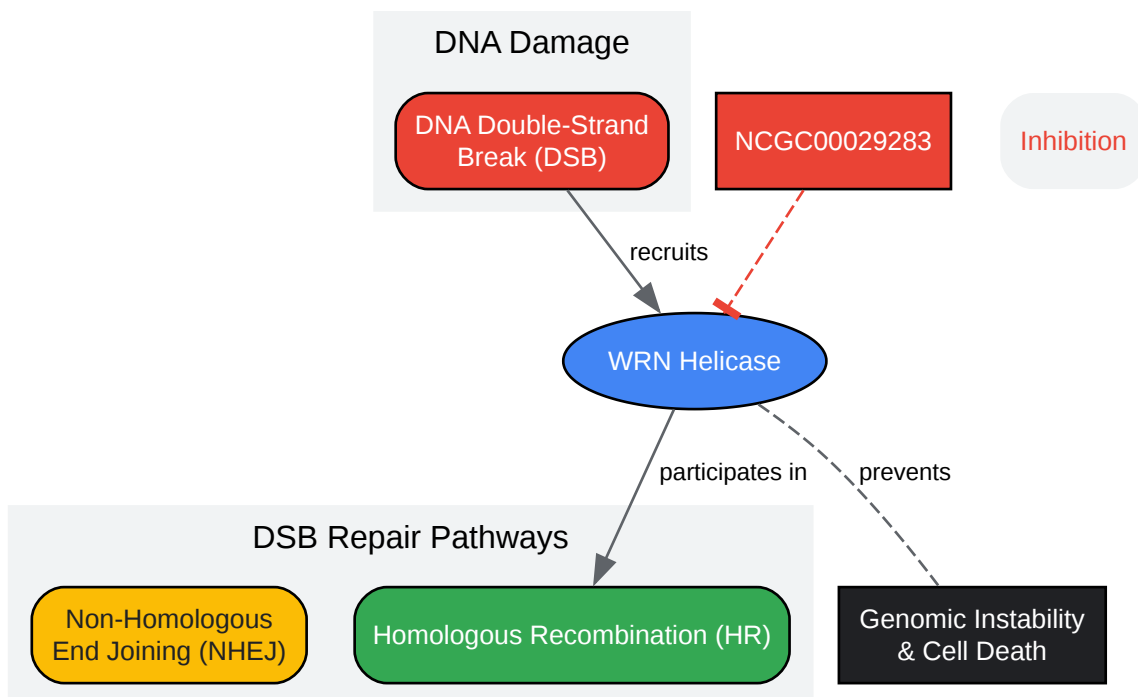 DNA Damage
DNA Double-Strand
Break (DSB)
NCGC00029283
Inhibition
recruits
WRN Helicase
participates in
prevents
DSB Repair Pathways
Non-Homologous
End Joining (NHEJ)
Homologous Recombination (HR)
Genomic Instability
& Cell Death